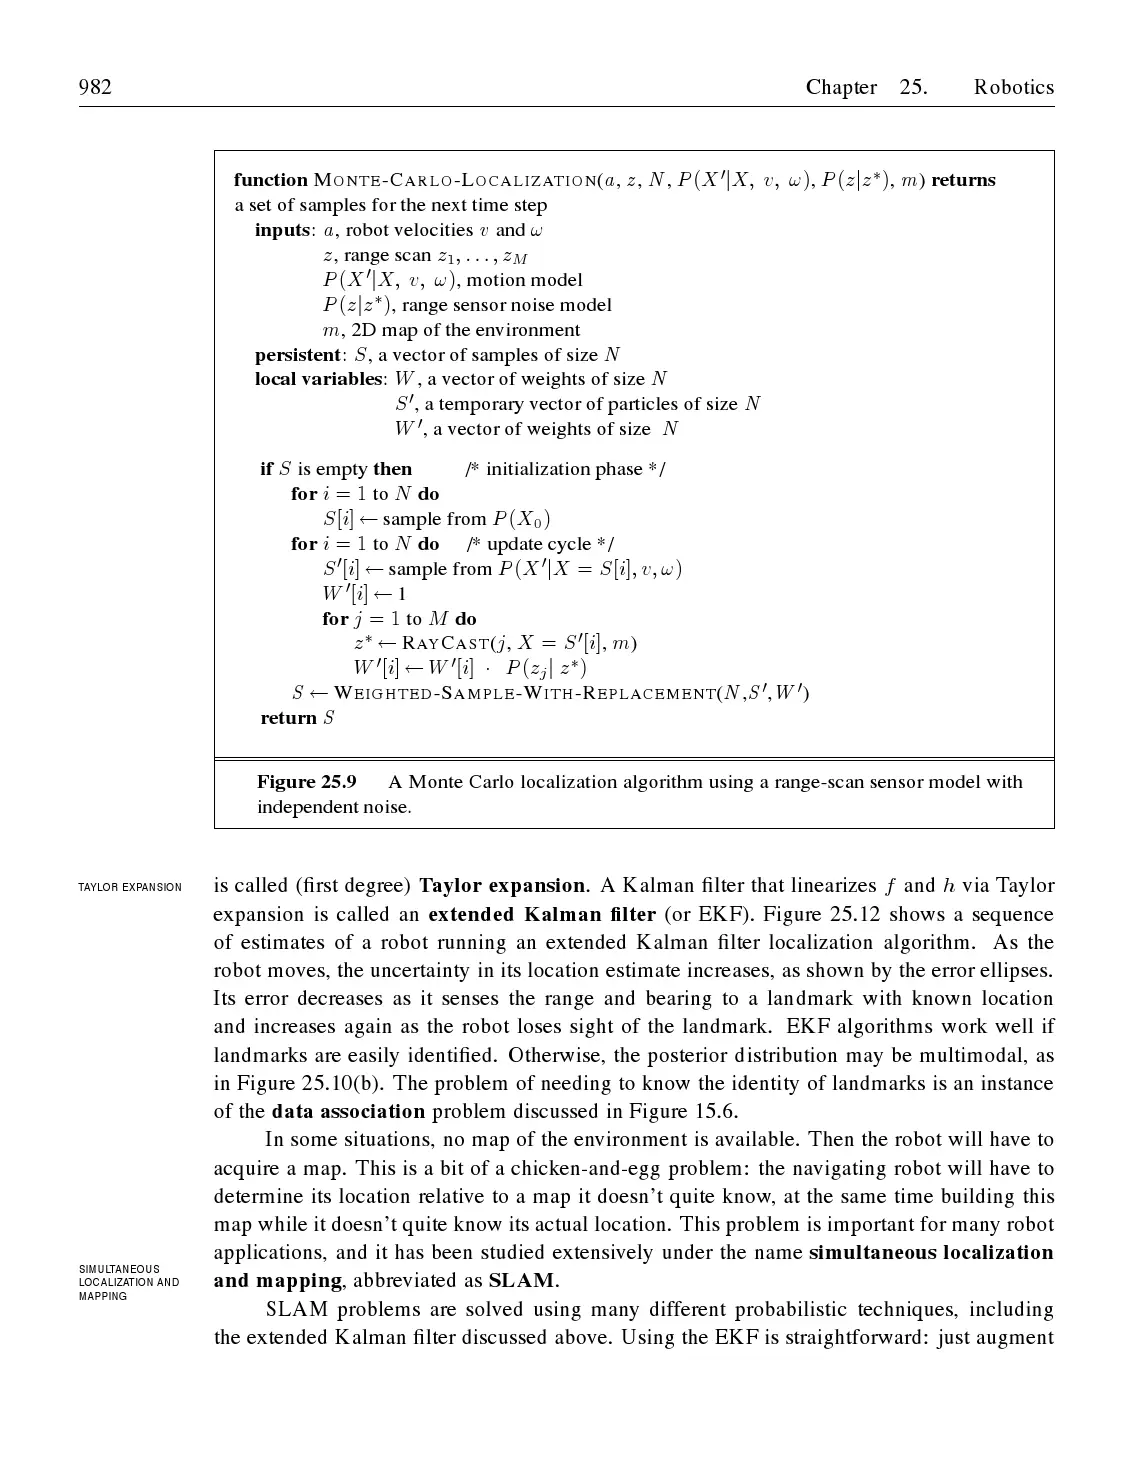 982 Chapter 25. Robotics
function MONTE-CARLO-LOCALIZATION(a, z, N, P(X′|X, v, ω), P(z|z*), m) returns
a set of samples for the next time step
inputs: a, robot velocities v and ω
z, range scan z₁, . . . , z_M
P(X′|X, v, ω), motion model
P(z|z*), range sensor noise model
m, 2D map of the environment
persistent: S, a vector of samples of size N
local variables: W, a vector of weights of size N
S′, a temporary vector of particles of size N
W′, a vector of weights of size N
if S is empty then /* initialization phase */
for i = 1 to N do
S[i] ← sample from P(X₀)
for i = 1 to N do /* update cycle */
S′[i] ← sample from P(X′|X = S[i], v, ω)
W′[i] ← 1
for j = 1 to M do
z* ← RAYCAST(j, X = S′[i], m)
W′[i] ← W′[i] · P(z_j| z*)
S ← WEIGHTED-SAMPLE-WITH-REPLACEMENT(N,S′,W′)
return S
Figure 25.9 A Monte Carlo localization algorithm using a range-scan sensor model with
independent noise.
TAYLOR EXPANSION
is called (first degree) Taylor expansion. A Kalman filter that linearizes f and h via Taylor
expansion is called an extended Kalman filter (or EKF). Figure 25.12 shows a sequence
of estimates of a robot running an extended Kalman filter localization algorithm. As the
robot moves, the uncertainty in its location estimate increases, as shown by the error ellipses.
Its error decreases as it senses the range and bearing to a landmark with known location
and increases again as the robot loses sight of the landmark. EKF algorithms work well if
landmarks are easily identified. Otherwise, the posterior distribution may be multimodal, as
in Figure 25.10(b). The problem of needing to know the identity of landmarks is an instance
of the data association problem discussed in Figure 15.6.
In some situations, no map of the environment is available. Then the robot will have to
acquire a map. This is a bit of a chicken-and-egg problem: the navigating robot will have to
determine its location relative to a map it doesn't quite know, at the same time building this
map while it doesn't quite know its actual location. This problem is important for many robot
applications, and it has been studied extensively under the name simultaneous localization
SIMULTANEOUS
LOCALIZATION AND
MAPPING
and mapping, abbreviated as SLAM.
SLAM problems are solved using many different probabilistic techniques, including
the extended Kalman filter discussed above. Using the EKF is straightforward: just augment